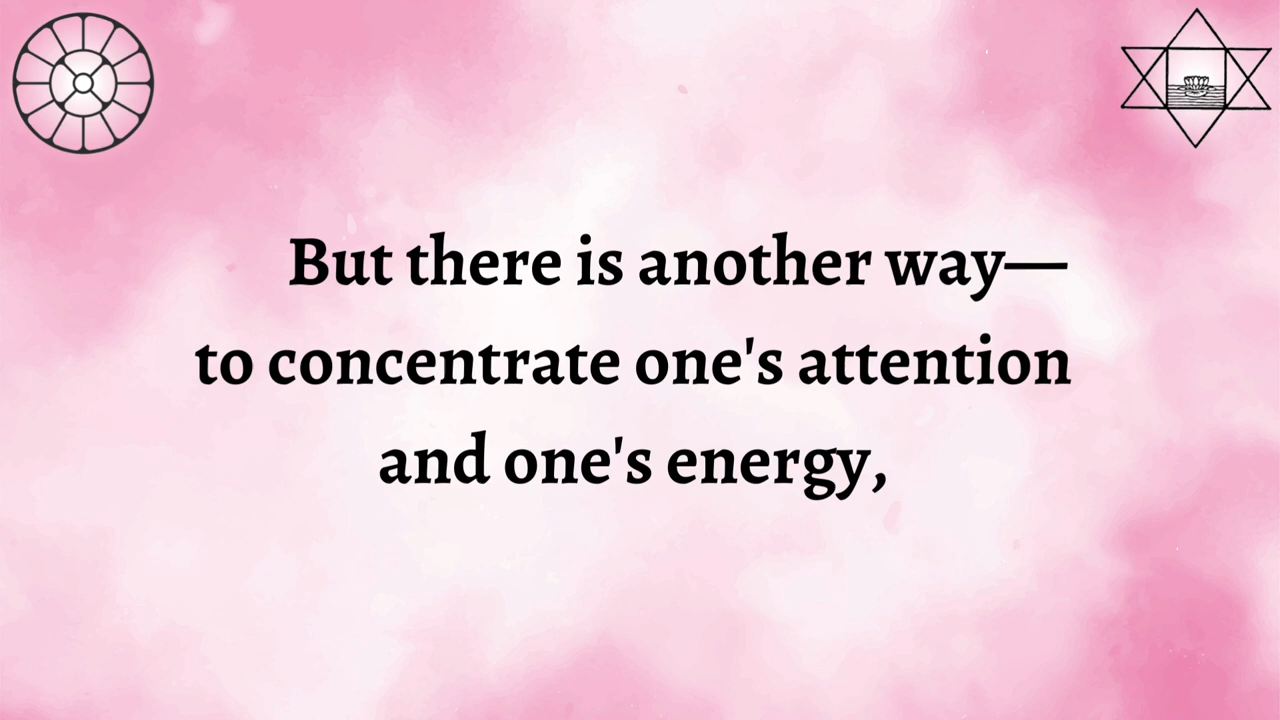 But there is another way—
to concentrate one's attention
and one's energy,